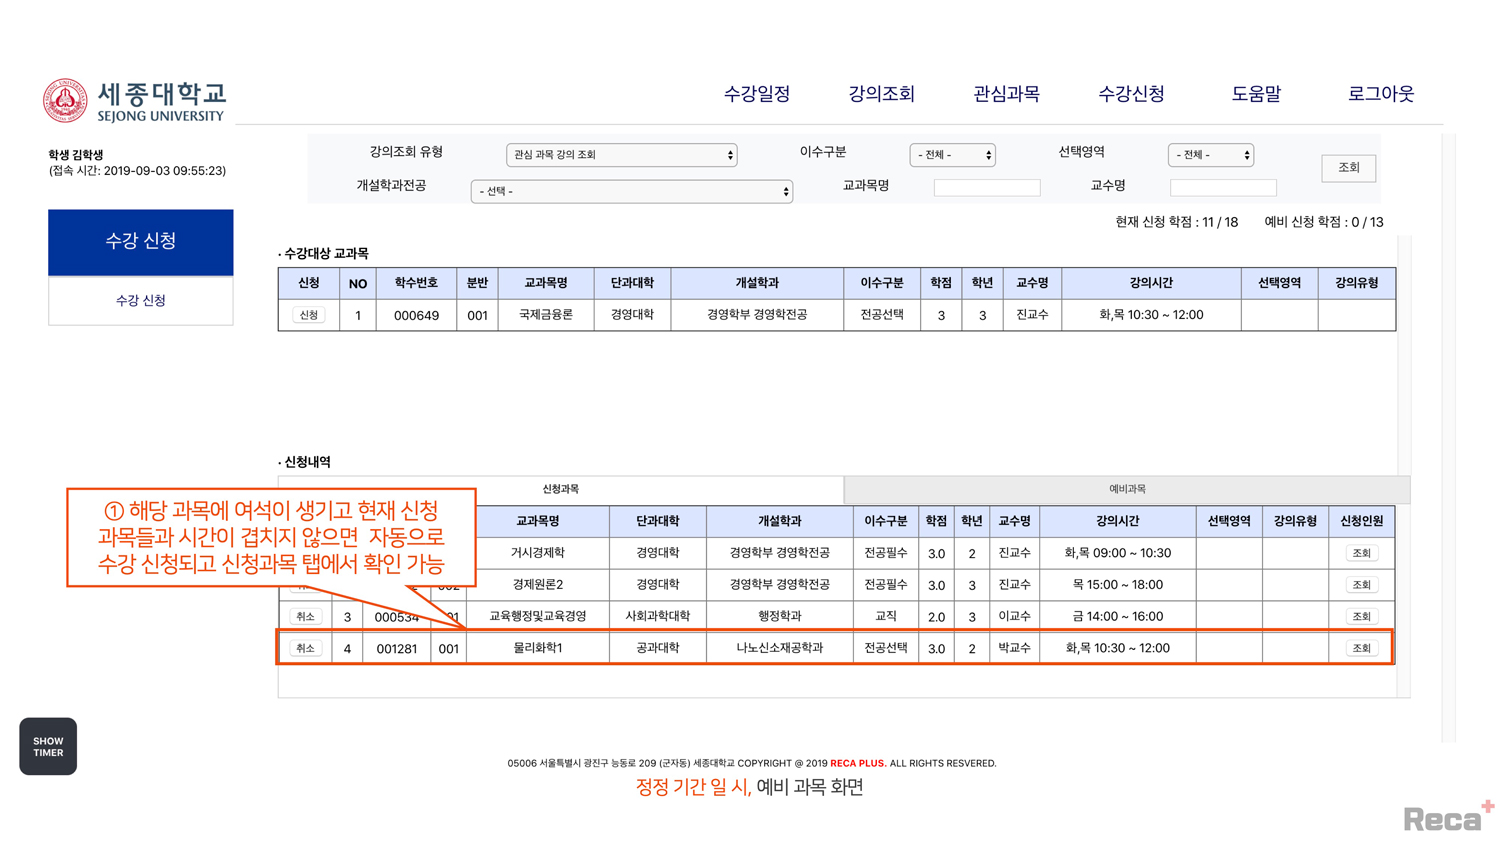 세종대학교
SEJONG UNIVERSITY
수강일정 강의조회 관심과목 수강신청 도움말 로그아웃
학생 김학생
(접속 시간: 2019-09-03 09:55:23)
수강 신청
수강 신청
강의조회 유형 관심 과목 강의 조회 이수구분 - 전체 - 선택영역 - 전체 - 조회
개설학과전공 - 선택 - 교과목명 교수명
현재 신청 학점 : 11 / 18 예비 신청 학점 : 0 / 13
· 수강대상 교과목
신청 NO 학수번호 분반 교과목명 단과대학 개설학과 이수구분 학점 학년 교수명 강의시간 선택영역 강의유형
신청 1 000649 001 국제금융론 경영대학 경영학부 경영학전공 전공선택 3 3 진교수 화,목 10:30 ~ 12:00
· 신청내역
신청과목 예비과목
① 해당 과목에 여석이 생기고 현재 신청
과목들과 시간이 겹치지 않으면 자동으로
수강 신청되고 신청과목 탭에서 확인 가능
교과목명 단과대학 개설학과 이수구분 학점 학년 교수명 강의시간 선택영역 강의유형 신청인원
거시경제학 경영대학 경영학부 경영학전공 전공필수 3.0 2 진교수 화,목 09:00 ~ 10:30 조회
경제원론2 경영대학 경영학부 경영학전공 전공필수 3.0 3 진교수 목 15:00 ~ 18:00 조회
취소 3 000534 교육행정및교육경영 사회과학대학 행정학과 교직 2.0 3 이교수 금 14:00 ~ 16:00 조회
취소 4 001281 001 물리화학1 공과대학 나노신소재공학과 전공선택 3.0 2 박교수 화,목 10:30 ~ 12:00 조회
SHOW
TIMER
05006 서울특별시 광진구 능동로 209 (군자동) 세종대학교 COPYRIGHT @ 2019 RECA PLUS. ALL RIGHTS RESVERED.
정정 기간 일 시, 예비 과목 화면
Reca+